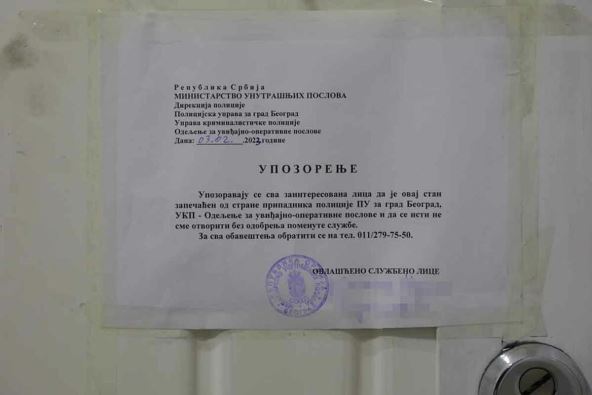 Република Србија
МИНИСТАРСТВО УНУТРАШЊИХ ПОСЛОВА
Дирекција полиције
Полицијска управа за град Београд
Управа криминалистичке полиције
Одељење за увиђајно-оперативне послове
Дана: 03.02. .2023.године
УПОЗОРЕЊЕ
Упозоравају се сва заинтересована лица да је овај стан
запечаћен од стране припадника полиције ПУ за град Београд,
УКП - Одељење за увиђајно-оперативне послове и да се исти не
сме отворити без одобрења поменуте службе.
За сва обавештења обратити се на тел. 011/279-75-50.
ОВЛАШЋЕНО СЛУЖБЕНО ЛИЦЕ